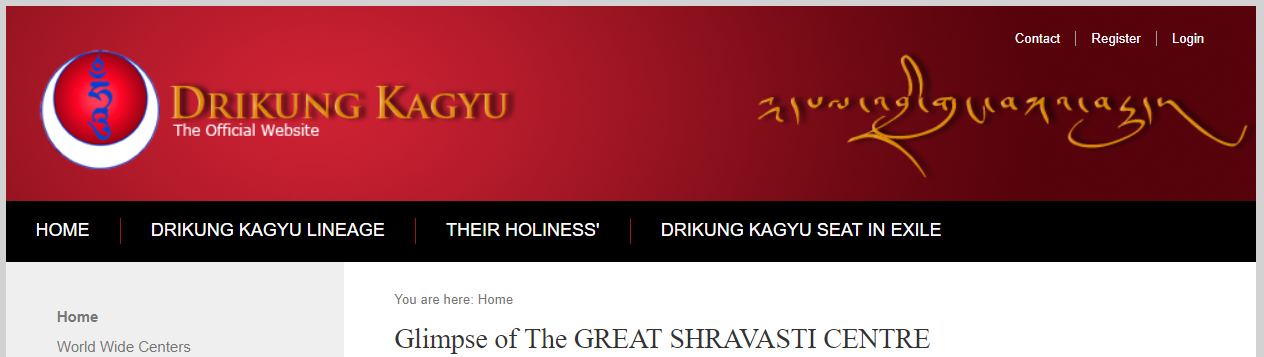 Contact Register Login
DRIKUNG KAGYU
The Official Website
HOME DRIKUNG KAGYU LINEAGE THEIR HOLINESS' DRIKUNG KAGYU SEAT IN EXILE
Home
World Wide Centers
You are here: Home
Glimpse of The GREAT SHRAVASTI CENTRE